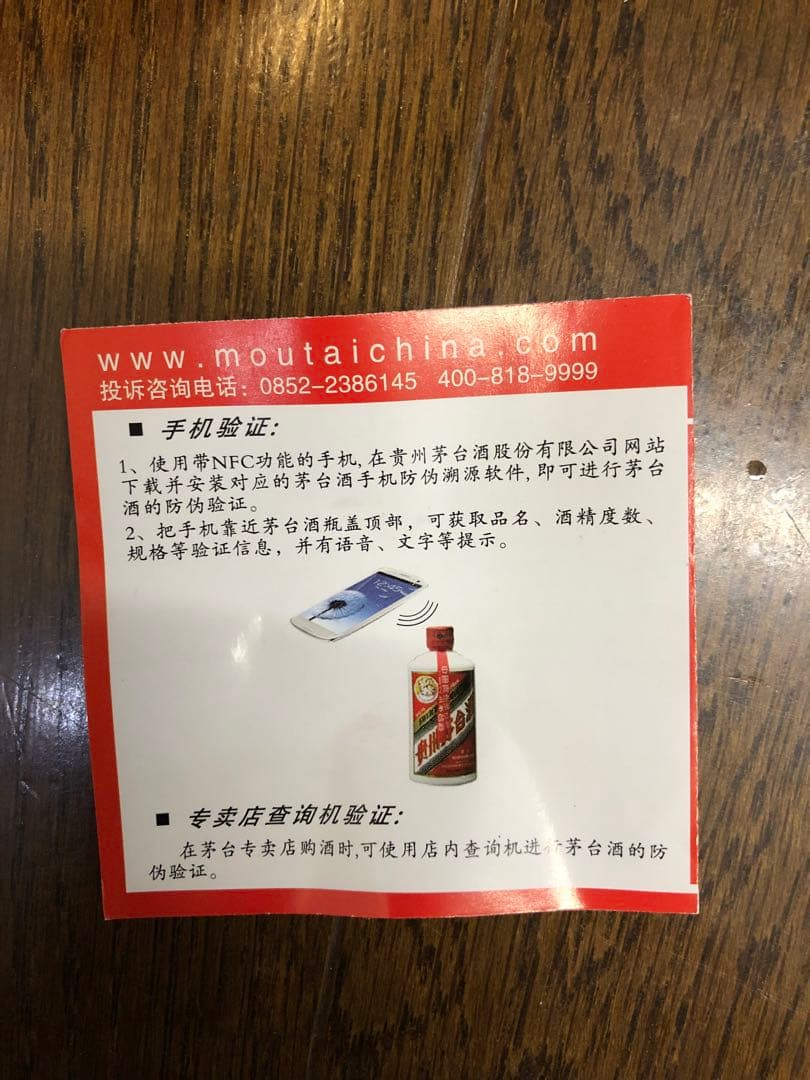 www.moutaichina.com
投诉咨询电话：0852-2386145 400-818-9999
■ 手机验证：
1、使用带NFC功能的手机,在贵州茅台酒股份有限公司网站
下载并安装对应的茅台酒手机防伪溯源软件,即可进行茅台
酒的防伪验证。
2、把手机靠近茅台酒瓶盖顶部，可获取品名、酒精度数、
规格等验证信息，并有语音、文字等提示。
12:45
贵州茅台酒
■ 专卖店查询机验证：
在茅台专卖店购酒时,可使用店内查询机进行茅台酒的防
伪验证。